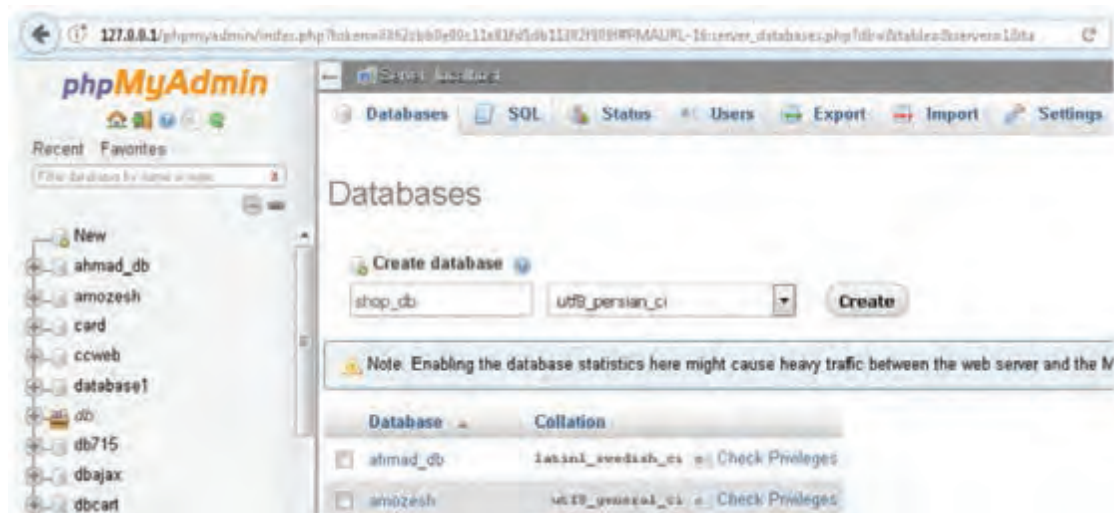 127.0.0.1/phpmyadmin/index.php
phpMyAdmin
Recent Favorites
New
ahmad_db
amozesh
card
ccweb
database1
db
db715
dbajax
dbcart
Server: localhost
Databases SQL Status Users Export Import Settings
Databases
Create database
shop_db utf8_persian_ci Create
Note: Enabling the database statistics here might cause heavy traffic between the web server and the M
Database Collation
ahmad_db latin1_swedish_ci Check Privileges
amozesh utf8_general_ci Check Privileges